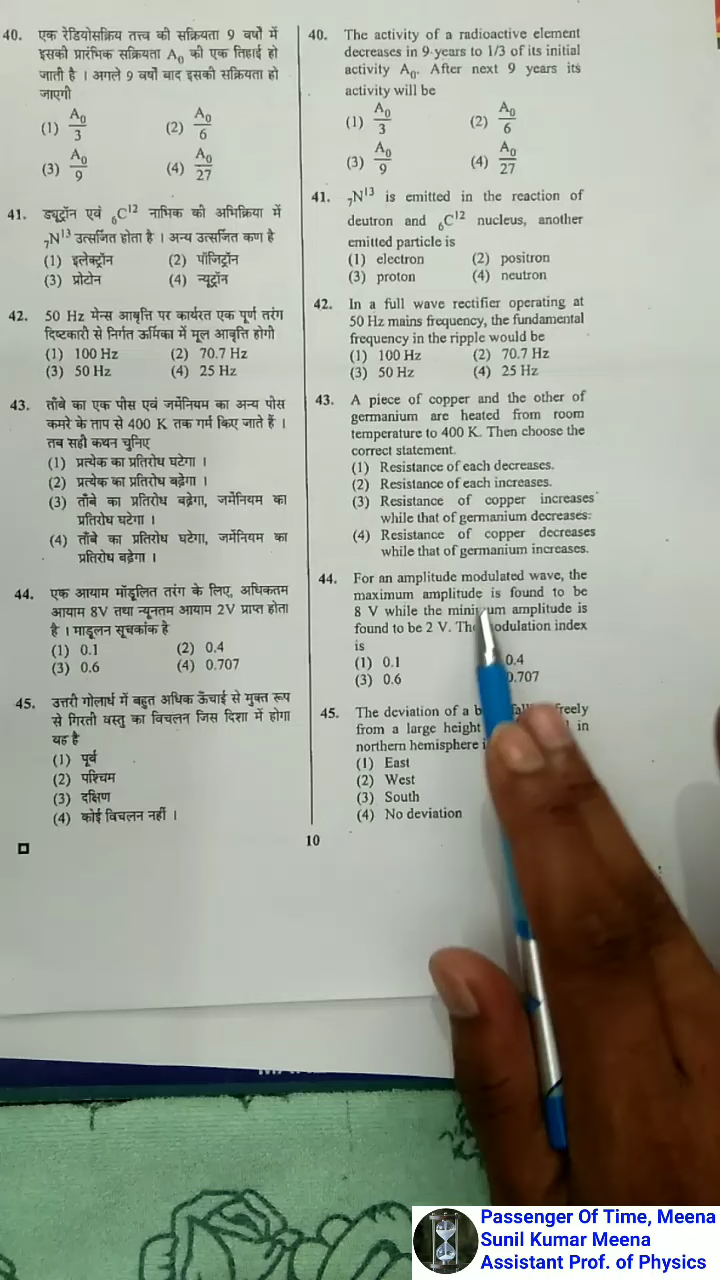 40. एक रेडियोसक्रिय तत्त्व की सक्रियता 9 वर्षों में
इसकी प्रारंभिक सक्रियता A₀ की एक तिहाई हो
जाती है । अगले 9 वर्षों बाद इसकी सक्रियता हो
जाएगी
(1) A₀/3 (2) A₀/6
(3) A₀/9 (4) A₀/27
41. ड्यूट्रॉन एवं ₆C¹² नाभिक की अभिक्रिया में
₇N¹³ उत्सर्जित होता है । अन्य उत्सर्जित कण है
(1) इलेक्ट्रॉन (2) पॉजिट्रॉन
(3) प्रोटोन (4) न्यूट्रॉन
42. 50 Hz मेन्स आवृत्ति पर कार्यरत एक पूर्ण तरंग
दिष्टकारी से निर्गत ऊर्मिका में मूल आवृत्ति होगी
(1) 100 Hz (2) 70.7 Hz
(3) 50 Hz (4) 25 Hz
43. ताँबे का एक पीस एवं जर्मेनियम का अन्य पीस
कमरे के ताप से 400 K तक गर्म किए जाते हैं ।
तब सही कथन चुनिए
(1) प्रत्येक का प्रतिरोध घटेगा ।
(2) प्रत्येक का प्रतिरोध बढ़ेगा ।
(3) ताँबे का प्रतिरोध बढ़ेगा, जर्मेनियम का
प्रतिरोध घटेगा ।
(4) ताँबे का प्रतिरोध घटेगा, जर्मेनियम का
प्रतिरोध बढ़ेगा ।
44. एक आयाम मॉडूलित तरंग के लिए, अधिकतम
आयाम 8V तथा न्यूनतम आयाम 2V प्राप्त होता
है । माडूलन सूचकांक है
(1) 0.1 (2) 0.4
(3) 0.6 (4) 0.707
45. उत्तरी गोलार्ध में बहुत अधिक ऊँचाई से मुक्त रूप
से गिरती वस्तु का विचलन जिस दिशा में होगा
वह है
(1) पूर्व
(2) पश्चिम
(3) दक्षिण
(4) कोई विचलन नहीं ।
40. The activity of a radioactive element
decreases in 9 years to 1/3 of its initial
activity A₀. After next 9 years its
activity will be
(1) A₀/3 (2) A₀/6
(3) A₀/9 (4) A₀/27
41. ₇N¹³ is emitted in the reaction of
deutron and ₆C¹² nucleus, another
emitted particle is
(1) electron (2) positron
(3) proton (4) neutron
42. In a full wave rectifier operating at
50 Hz mains frequency, the fundamental
frequency in the ripple would be
(1) 100 Hz (2) 70.7 Hz
(3) 50 Hz (4) 25 Hz
43. A piece of copper and the other of
germanium are heated from room
temperature to 400 K. Then choose the
correct statement.
(1) Resistance of each decreases.
(2) Resistance of each increases.
(3) Resistance of copper increases
while that of germanium decreases.
(4) Resistance of copper decreases
while that of germanium increases.
44. For an amplitude modulated wave, the
maximum amplitude is found to be
8 V while the minimum amplitude is
found to be 2 V. The modulation index
is
(1) 0.1 0.4
(3) 0.6 0.707
45. The deviation of a freely
from a large height in
northern hemisphere
(1) East
(2) West
(3) South
(4) No deviation
10
Passenger Of Time, Meena
Sunil Kumar Meena
Assistant Prof. of Physics